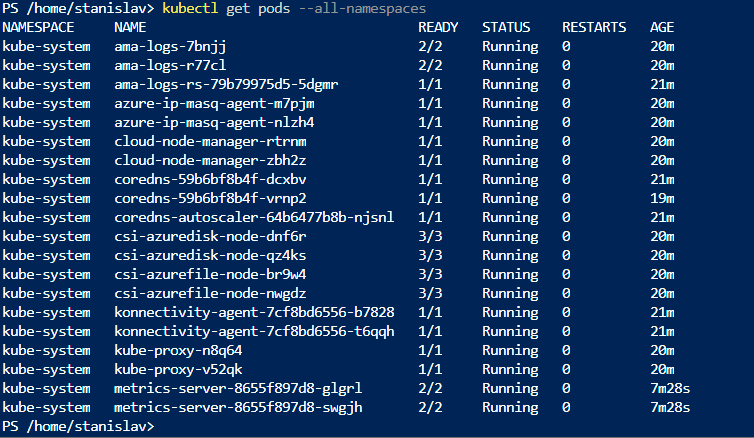 PS /home/stanislav> kubectl get pods --all-namespaces
NAMESPACE NAME READY STATUS RESTARTS AGE
kube-system ama-logs-7bnjj 2/2 Running 0 20m
kube-system ama-logs-r77cl 2/2 Running 0 20m
kube-system ama-logs-rs-79b79975d5-5dgmr 1/1 Running 0 21m
kube-system azure-ip-masq-agent-m7pjm 1/1 Running 0 20m
kube-system azure-ip-masq-agent-nlzh4 1/1 Running 0 20m
kube-system cloud-node-manager-rtrnm 1/1 Running 0 20m
kube-system cloud-node-manager-zbh2z 1/1 Running 0 20m
kube-system coredns-59b6bf8b4f-dcxbv 1/1 Running 0 21m
kube-system coredns-59b6bf8b4f-vrnp2 1/1 Running 0 19m
kube-system coredns-autoscaler-64b6477b8b-njsnl 1/1 Running 0 21m
kube-system csi-azuredisk-node-dnf6r 3/3 Running 0 20m
kube-system csi-azuredisk-node-qz4ks 3/3 Running 0 20m
kube-system csi-azurefile-node-br9w4 3/3 Running 0 20m
kube-system csi-azurefile-node-nwgdz 3/3 Running 0 20m
kube-system konnectivity-agent-7cf8bd6556-b7828 1/1 Running 0 21m
kube-system konnectivity-agent-7cf8bd6556-t6qqh 1/1 Running 0 21m
kube-system kube-proxy-n8q64 1/1 Running 0 20m
kube-system kube-proxy-v52qk 1/1 Running 0 20m
kube-system metrics-server-8655f897d8-glgrl 2/2 Running 0 7m28s
kube-system metrics-server-8655f897d8-swgjh 2/2 Running 0 7m28s
PS /home/stanislav>